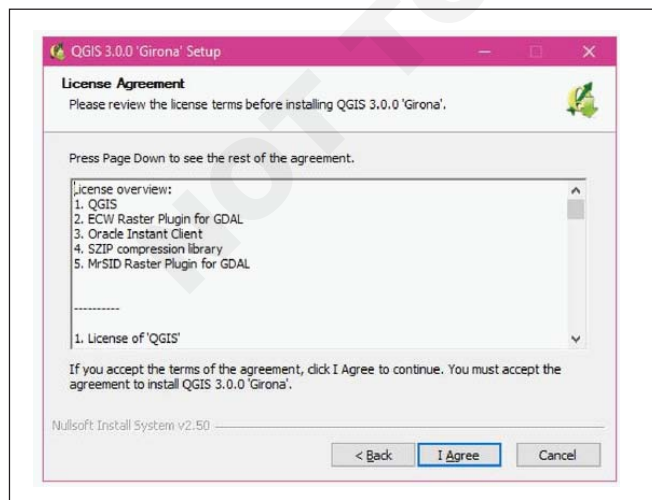 QGIS 3.0.0 'Girona' Setup
License Agreement
Please review the license terms before installing QGIS 3.0.0 'Girona'.
Press Page Down to see the rest of the agreement.
License overview:
1. QGIS
2. ECW Raster Plugin for GDAL
3. Oracle Instant Client
4. SZIP compression library
5. MrSID Raster Plugin for GDAL
----------
1. License of 'QGIS'
If you accept the terms of the agreement, click I Agree to continue. You must accept the
agreement to install QGIS 3.0.0 'Girona'.
Nullsoft Install System v2.50
< Back I Agree Cancel
NOT TO